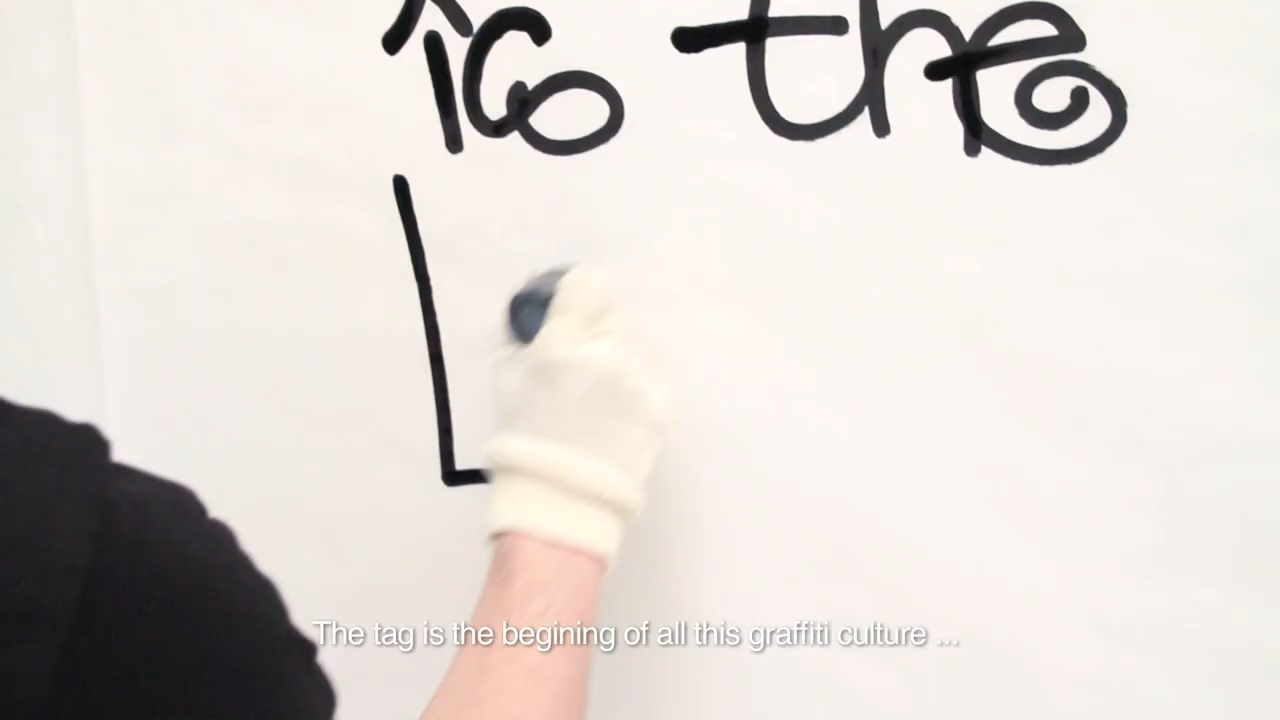 is the
The tag is the begining of all this graffiti culture ...